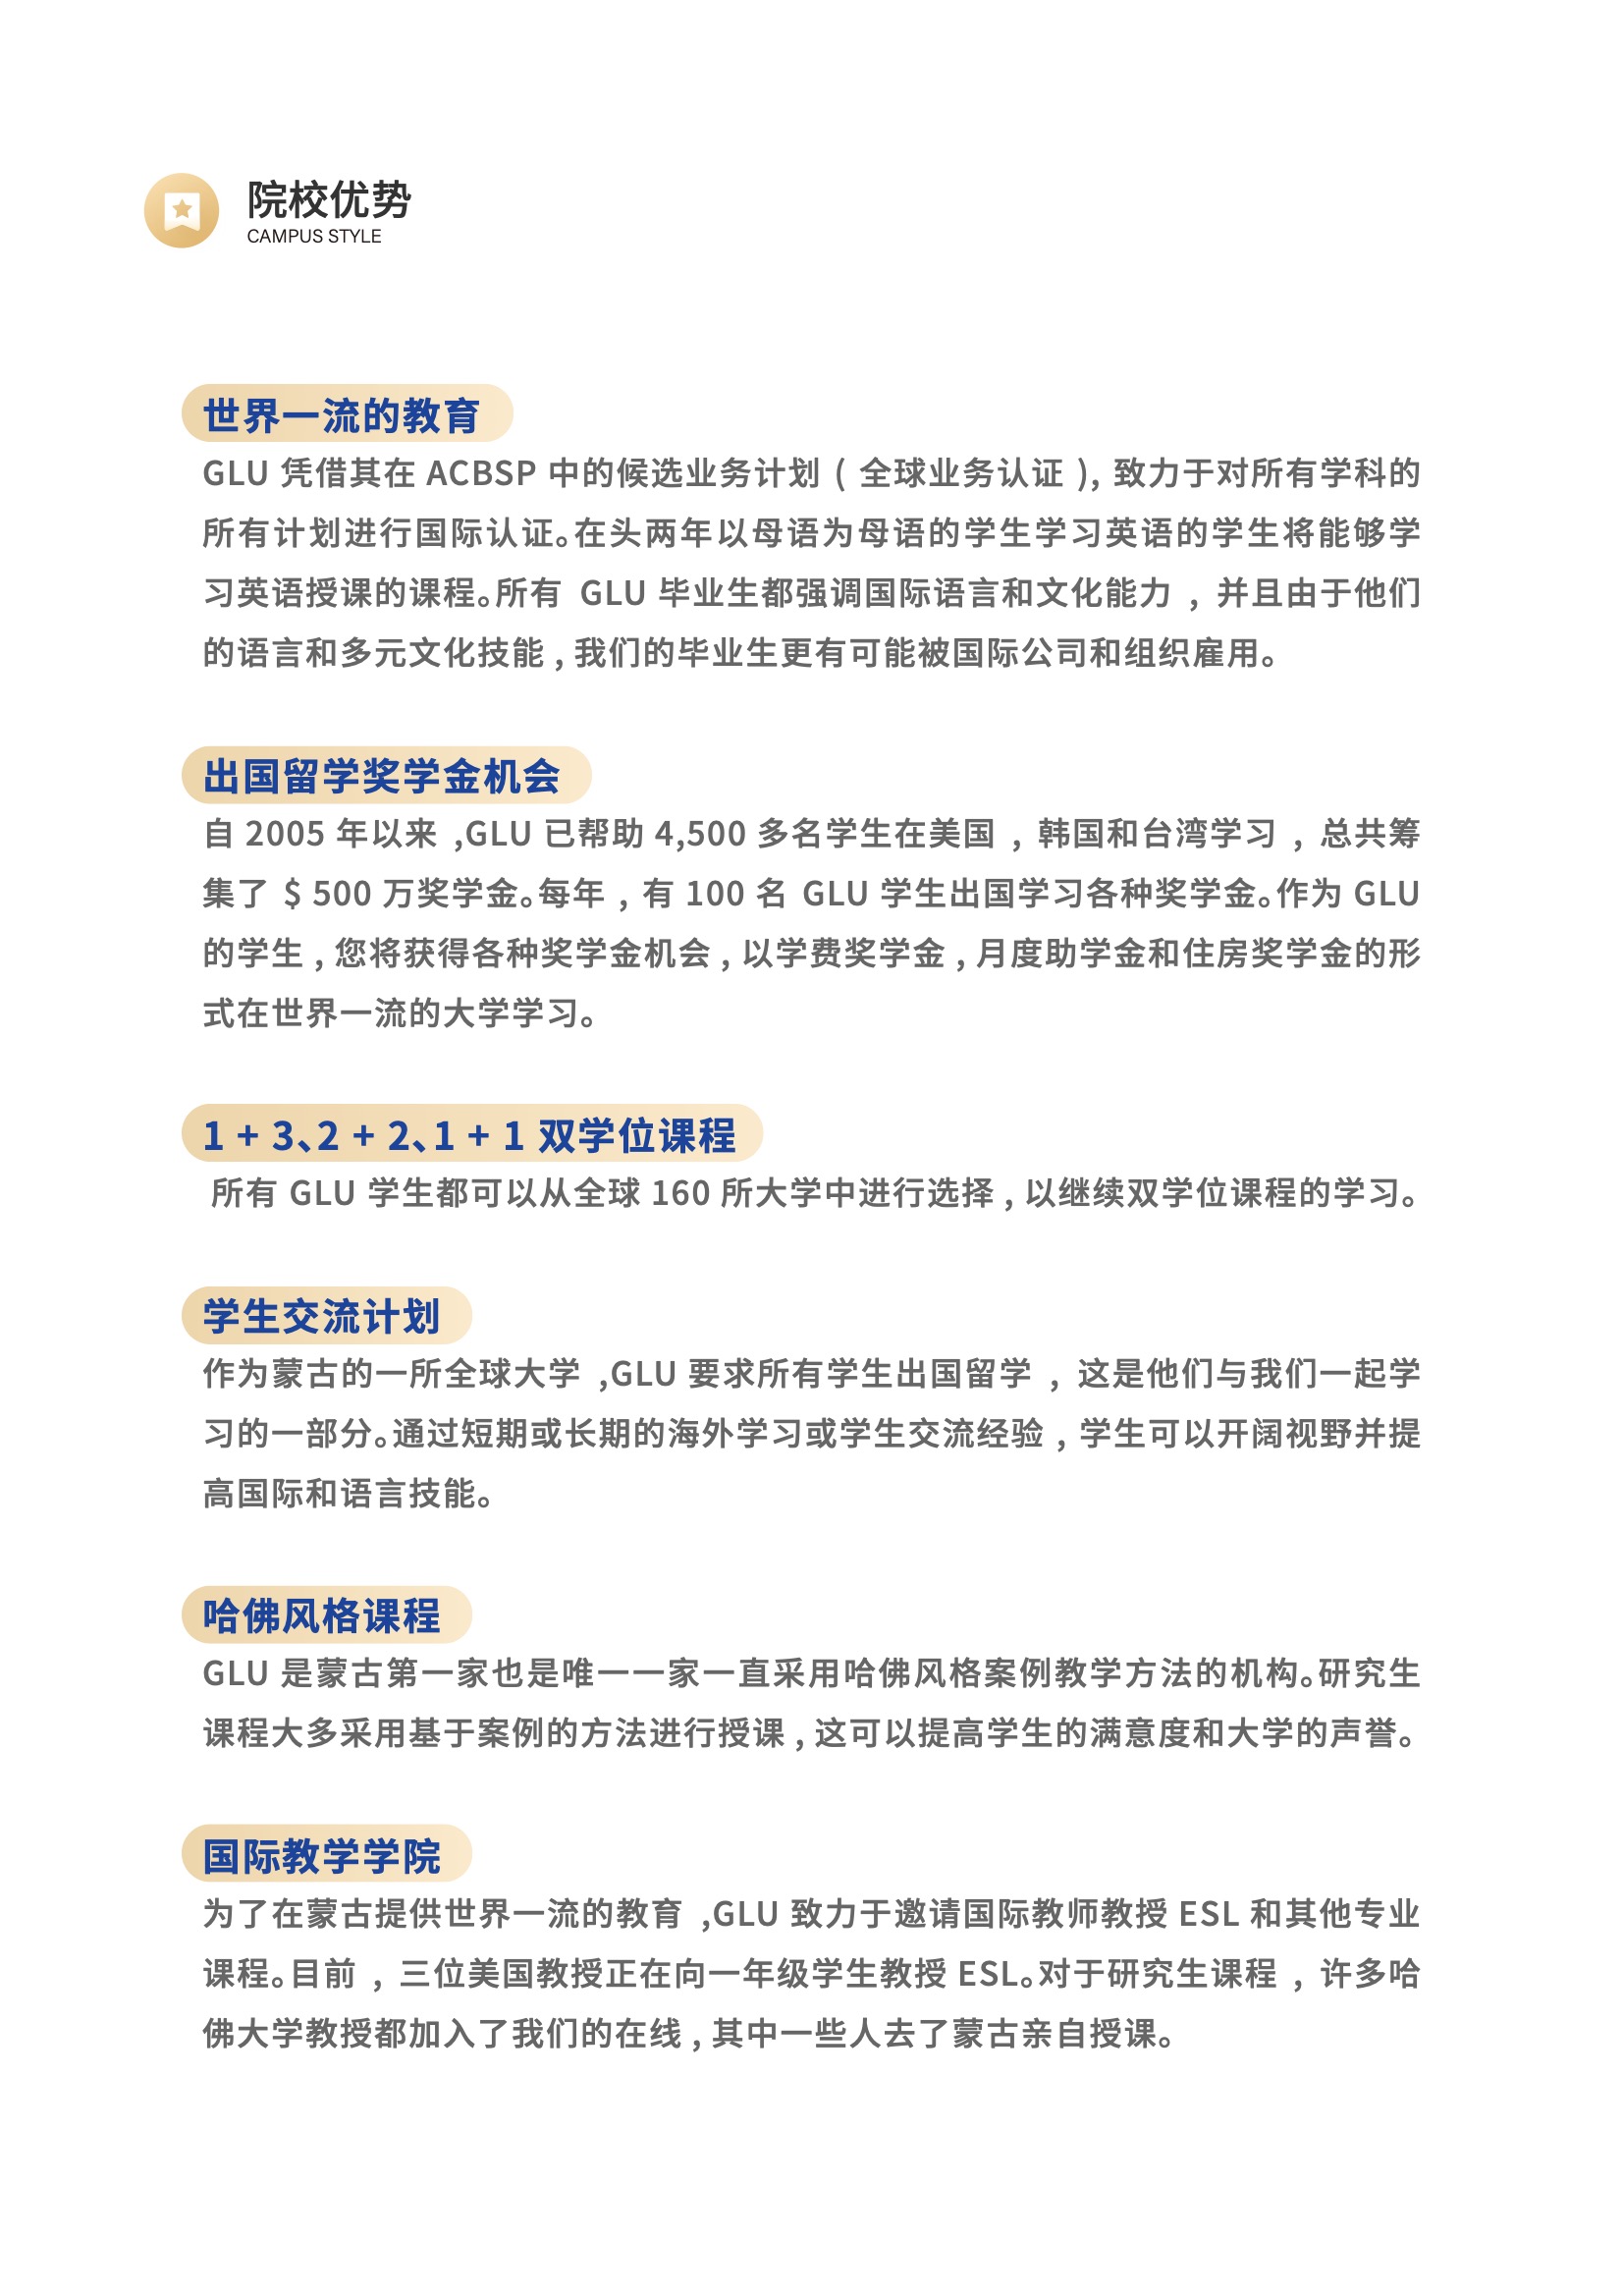 院校优势
CAMPUS STYLE
世界一流的教育
GLU 凭借其在 ACBSP 中的候选业务计划 ( 全球业务认证 ), 致力于对所有学科的
所有计划进行国际认证。在头两年以母语为母语的学生学习英语的学生将能够学
习英语授课的课程。所有 GLU 毕业生都强调国际语言和文化能力 , 并且由于他们
的语言和多元文化技能 , 我们的毕业生更有可能被国际公司和组织雇用。
出国留学奖学金机会
自 2005 年以来 ,GLU 已帮助 4,500 多名学生在美国 , 韩国和台湾学习 , 总共筹
集了 $ 500 万奖学金。每年 , 有 100 名 GLU 学生出国学习各种奖学金。作为 GLU
的学生 , 您将获得各种奖学金机会 , 以学费奖学金 , 月度助学金和住房奖学金的形
式在世界一流的大学学习。
1 + 3、2 + 2、1 + 1 双学位课程
所有 GLU 学生都可以从全球 160 所大学中进行选择 , 以继续双学位课程的学习。
学生交流计划
作为蒙古的一所全球大学 ,GLU 要求所有学生出国留学 , 这是他们与我们一起学
习的一部分。通过短期或长期的海外学习或学生交流经验 , 学生可以开阔视野并提
高国际和语言技能。
哈佛风格课程
GLU 是蒙古第一家也是唯一一家一直采用哈佛风格案例教学方法的机构。研究生
课程大多采用基于案例的方法进行授课 , 这可以提高学生的满意度和大学的声誉。
国际教学学院
为了在蒙古提供世界一流的教育 ,GLU 致力于邀请国际教师教授 ESL 和其他专业
课程。目前 , 三位美国教授正在向一年级学生教授 ESL。对于研究生课程 , 许多哈
佛大学教授都加入了我们的在线 , 其中一些人去了蒙古亲自授课。